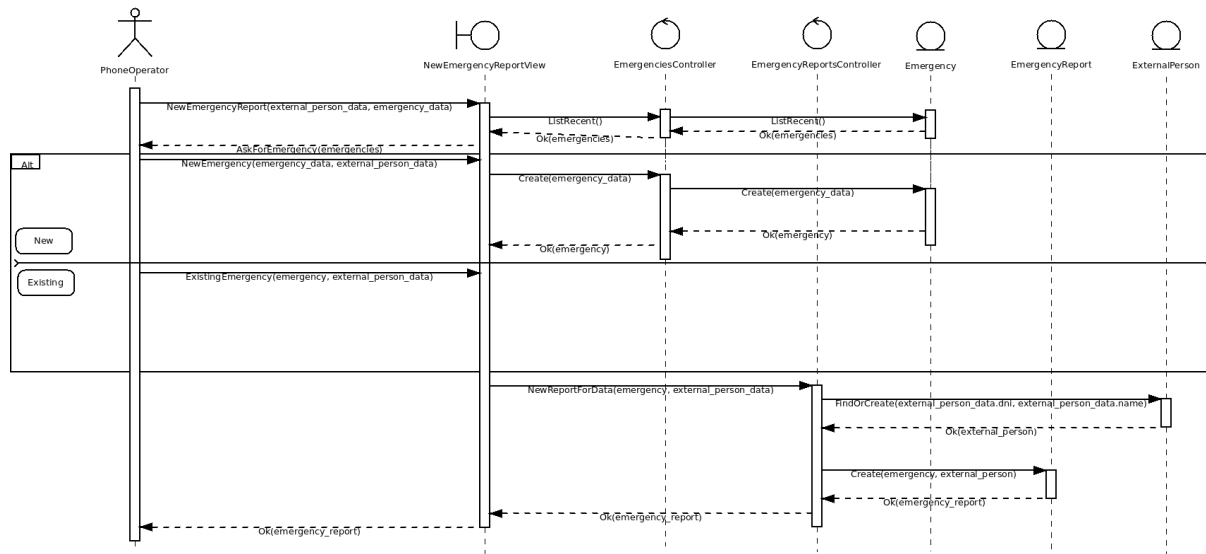 PhoneOperator
NewEmergencyReportView
EmergenciesController
EmergencyReportsController
Emergency
EmergencyReport
ExternalPerson
NewEmergencyReport(external_person_data, emergency_data)
ListRecent()
ListRecent()
Ok(emergencies)
Ok(emergencies)
AskForEmergency(emergencies)
Alt
NewEmergency(emergency_data, external_person_data)
Create(emergency_data)
Create(emergency_data)
Ok(emergency)
New
Ok(emergency)
ExistingEmergency(emergency, external_person_data)
Existing
NewReportForData(emergency, external_person_data)
FindOrCreate(external_person_data.dni, external_person_data.name)
Ok(external_person)
Create(emergency, external_person)
Ok(emergency_report)
Ok(emergency_report)
Ok(emergency_report)